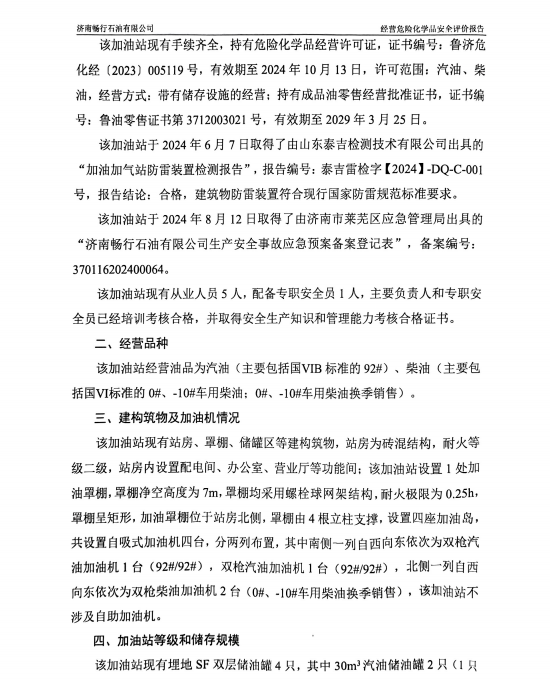 济南畅行石油有限公司 经营危险化学品安全评价报告
该加油站现有手续齐全，持有危险化学品经营许可证，证书编号：鲁济危
化经〔2023〕005119 号，有效期至 2024 年 10 月 13 日，许可范围：汽油、柴
油，经营方式：带有储存设施的经营；持有成品油零售经营批准证书，证书编
号：鲁油零售证书第 3712003021 号，有效期至 2029 年 3 月 25 日。
该加油站于 2024 年 6 月 7 日取得了由山东泰吉检测技术有限公司出具的
“加油加气站防雷装置检测报告”，报告编号：泰吉雷检字【2024】-DQ-C-001
号，报告结论：合格，建筑物防雷装置符合现行国家防雷规范标准要求。
该加油站于 2024 年 8 月 12 日取得了由济南市莱芜区应急管理局出具的
“济南畅行石油有限公司生产安全事故应急预案备案登记表”，备案编号：
370116202400064。
该加油站现有从业人员 5 人，配备专职安全员 1 人，主要负责人和专职安
全员已经培训考核合格，并取得安全生产知识和管理能力考核合格证书。
二、经营品种
该加油站经营油品为汽油（主要包括国VIB 标准的 92#）、柴油（主要包
括国VI标准的 0#、-10#车用柴油；0#、-10#车用柴油换季销售）。
三、建构筑物及加油机情况
该加油站现有站房、罩棚、储罐区等建构筑物，站房为砖混结构，耐火等
级二级，站房内设置配电间、办公室、营业厅等功能间；该加油站设置 1 处加
油罩棚，罩棚净空高度为 7m，罩棚均采用螺栓球网架结构，耐火极限为 0.25h，
罩棚呈矩形，加油罩棚位于站房北侧，罩棚由 4 根立柱支撑，设置四座加油岛，
共设置自吸式加油机四台，分两列布置，其中南侧一列自西向东依次为双枪汽
油加油机 1 台（92#/92#），双枪汽油加油机 1 台（92#/92#），北侧一列自西
向东依次为双枪柴油加油机 2 台（0#、-10#车用柴油换季销售），该加油站不
涉及自助加油机。
四、加油站等级和储存规模
该加油站现有埋地 SF 双层储油罐 4 只，其中 30m³ 汽油储油罐 2 只（1 只